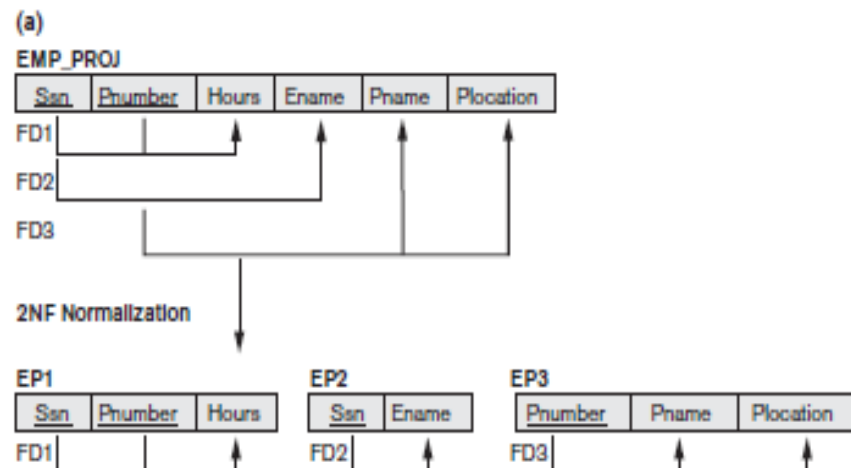 (a)
EMP_PROJ
Ssn Pnumber Hours Ename Pname Plocation
FD1
FD2
FD3
2NF Normalization
EP1 EP2 EP3
Ssn Pnumber Hours Ssn Ename Pnumber Pname Plocation
FD1 FD2 FD3